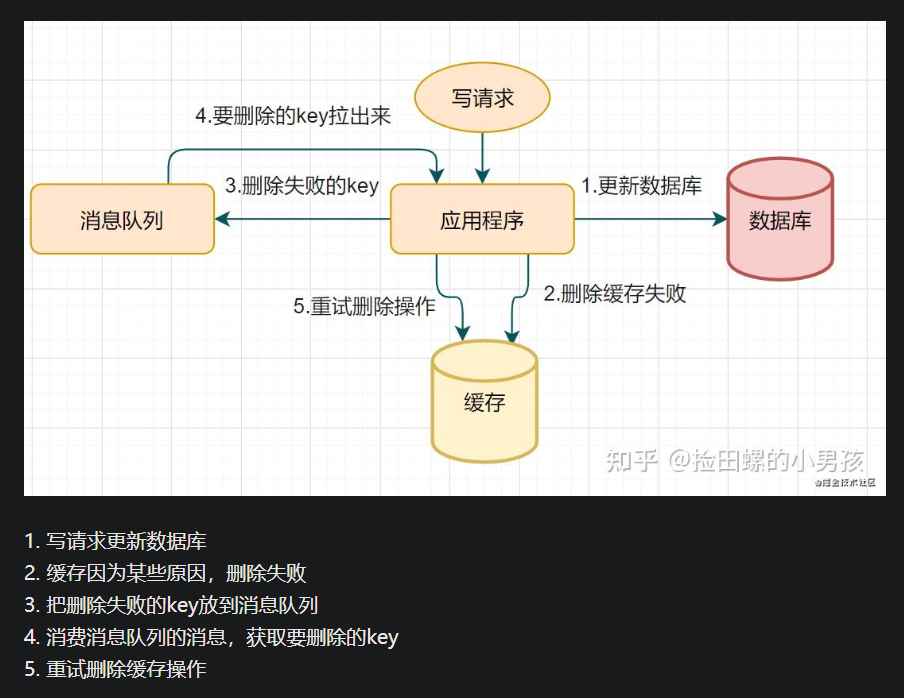 写请求
4.要删除的key拉出来
3.删除失败的key
1.更新数据库
消息队列
应用程序
数据库
5.重试删除操作
2.删除缓存失败
缓存
知乎 @捡田螺的小男孩
@掘金技术社区
1. 写请求更新数据库
2. 缓存因为某些原因，删除失败
3. 把删除失败的key放到消息队列
4. 消费消息队列的消息，获取要删除的key
5. 重试删除缓存操作